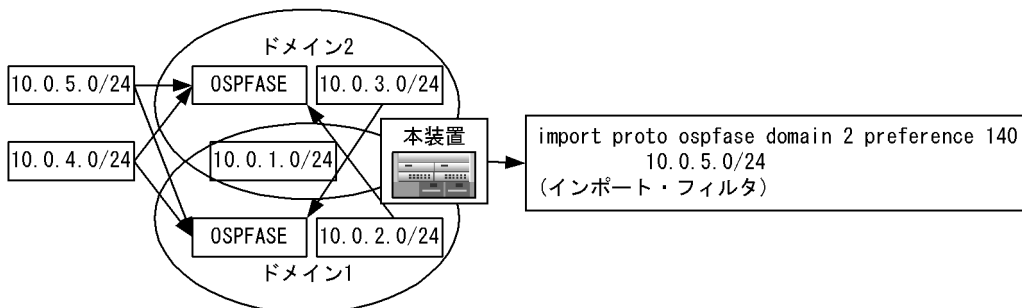 ドメイン2
10.0.5.0/24
OSPFASE
10.0.3.0/24
本装置
10.0.4.0/24
10.0.1.0/24
import proto ospfase domain 2 preference 140
10.0.5.0/24
(インポート・フィルタ)
OSPFASE
10.0.2.0/24
ドメイン1